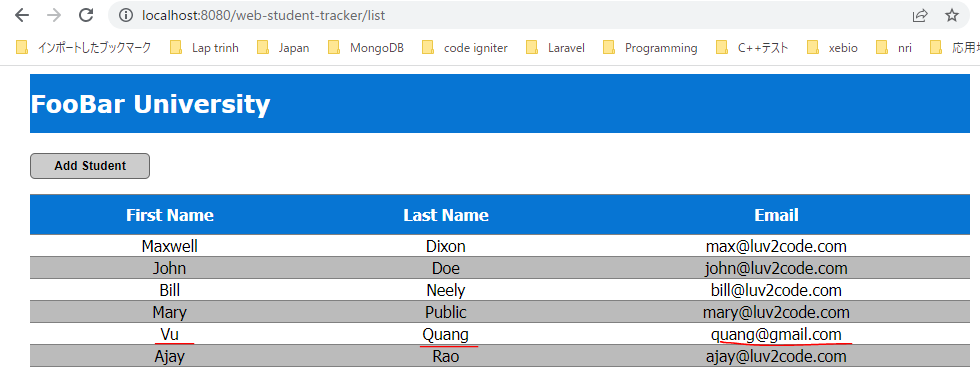 localhost:8080/web-student-tracker/list
インポートしたブックマーク Lap trinh Japan MongoDB code igniter Laravel Programming C++テスト xebio nri
FooBar University
Add Student
First Name Last Name Email
Maxwell Dixon max@luv2code.com
John Doe john@luv2code.com
Bill Neely bill@luv2code.com
Mary Public mary@luv2code.com
Vu Quang quang@gmail.com
Ajay Rao ajay@luv2code.com